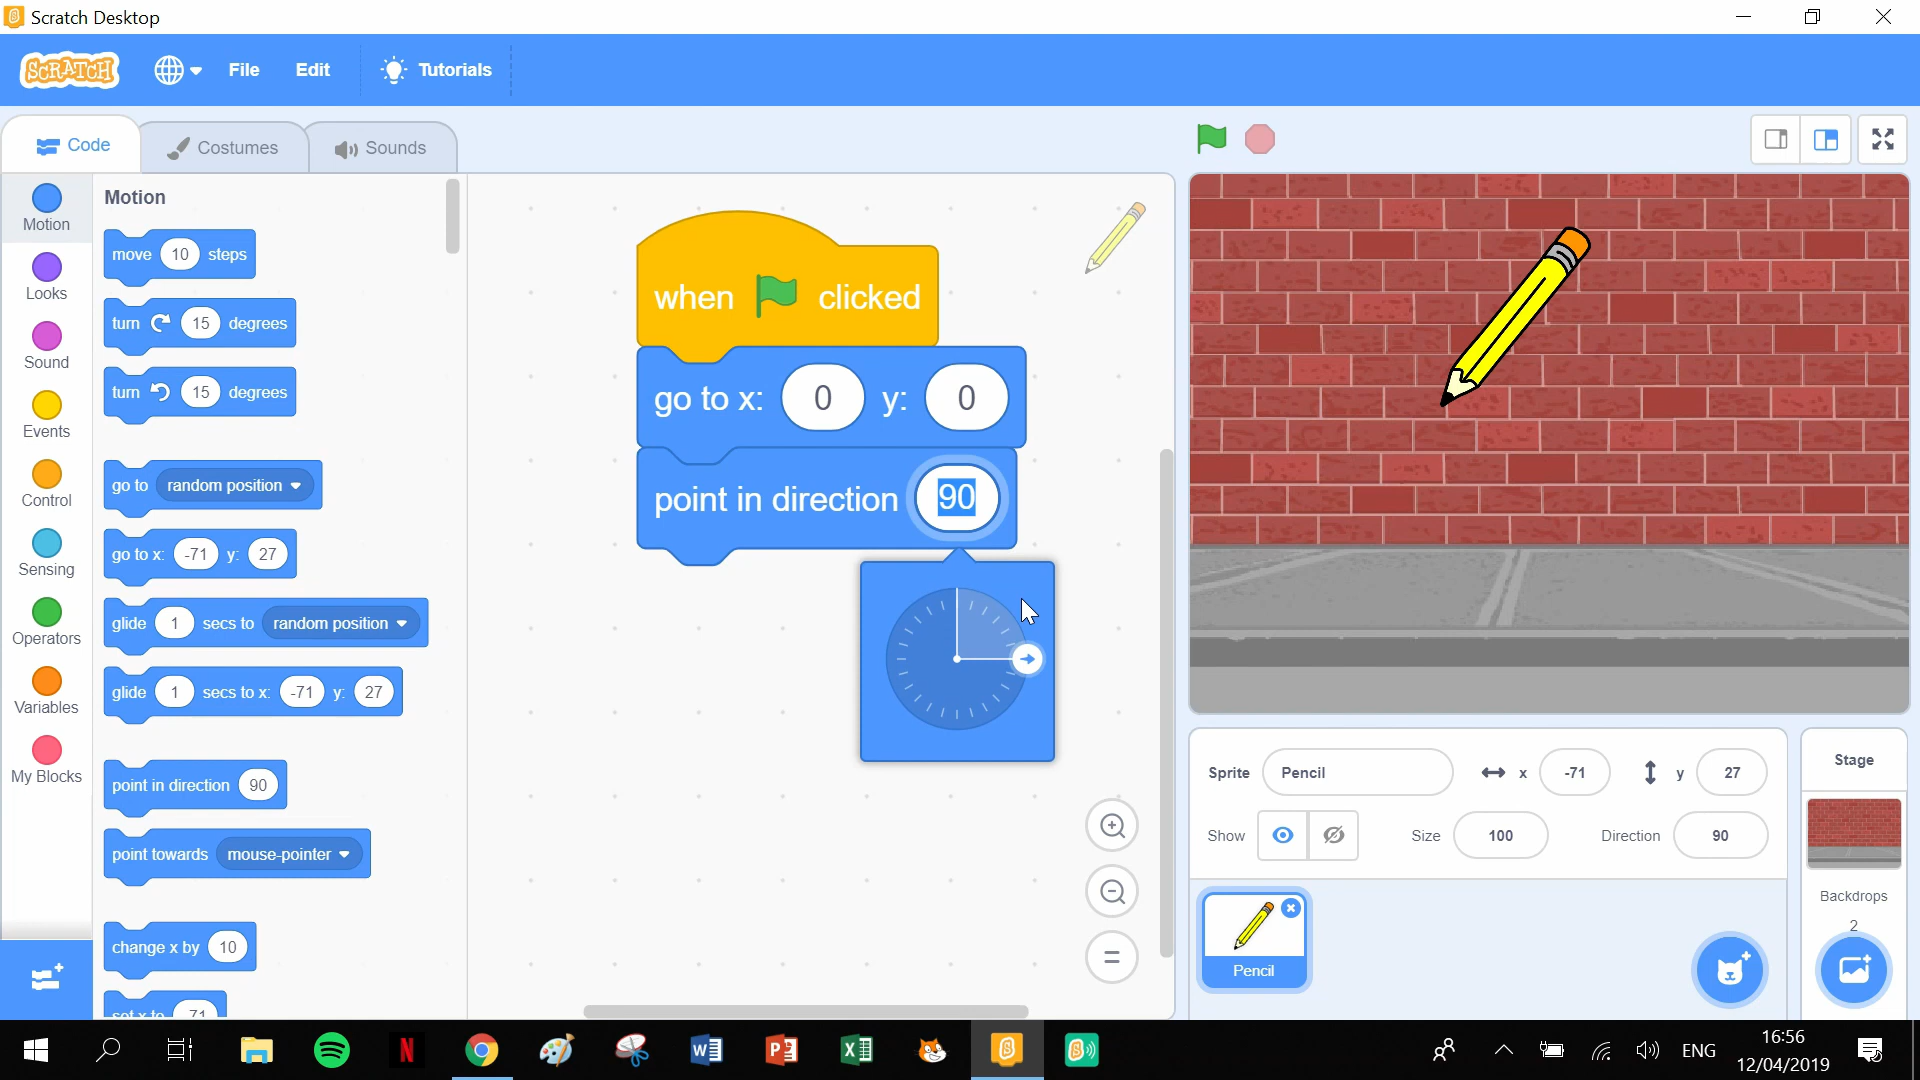 Scratch Desktop
SCRATCH
File
Edit
Tutorials
Code
Costumes
Sounds
Motion
Looks
Sound
Events
Control
Sensing
Operators
Variables
My Blocks
Motion
move 10 steps
turn 15 degrees
turn 15 degrees
go to random position
go to x: -71 y: 27
glide 1 secs to random position
glide 1 secs to x: -71 y: 27
point in direction 90
point towards mouse-pointer
change x by 10
set x to -71
when clicked
go to x: 0 y: 0
point in direction 90
Sprite Pencil x -71 y 27
Show Size 100 Direction 90
Pencil
Stage
Backdrops
2
ENG
16:56
12/04/2019